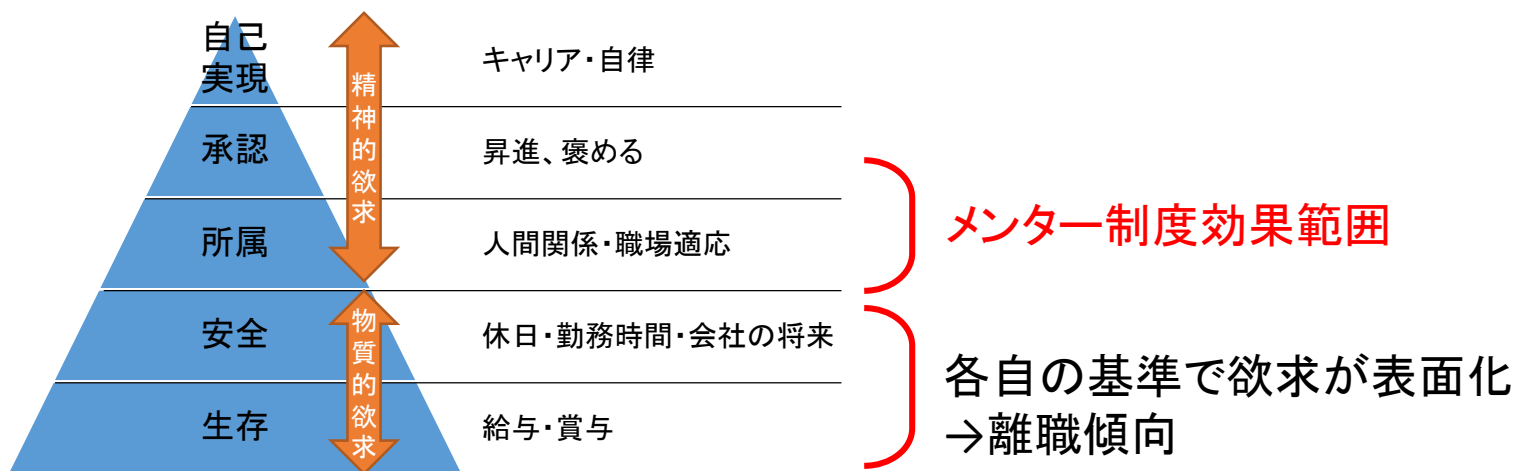 自己
実現
キャリア・自律
承認
昇進、褒める
所属
人間関係・職場適応
安全
休日・勤務時間・会社の将来
生存
給与・賞与
精神的欲求
物質的欲求
メンター制度効果範囲
各自の基準で欲求が表面化
→離職傾向